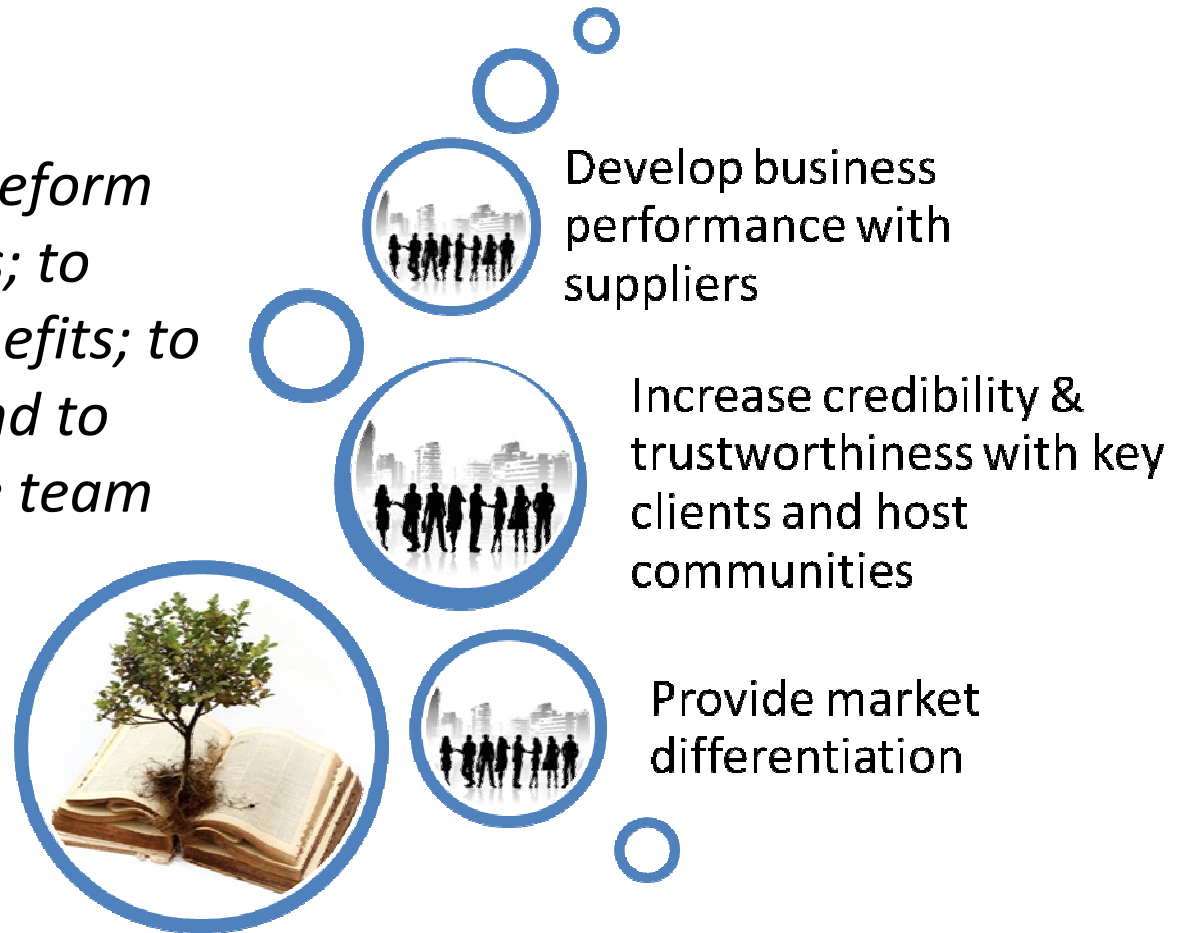 eform
s; to
efits; to
nd to
e team
Develop business
performance with
suppliers
Increase credibility &
trustworthiness with key
clients and host
communities
Provide market
differentiation